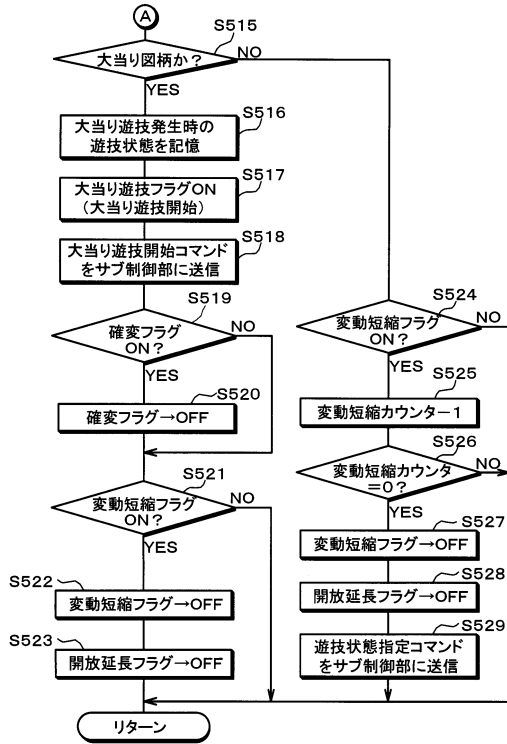 A
S515
大当り図柄か？
NO
YES
S516
大当り遊技発生時の
遊技状態を記憶
S517
大当り遊技フラグON
（大当り遊技開始）
S518
大当り遊技開始コマンド
をサブ制御部に送信
S519
確変フラグ
ON？
NO
YES
S520
確変フラグ→OFF
S521
変動短縮フラグ
ON？
NO
YES
S522
変動短縮フラグ→OFF
S523
開放延長フラグ→OFF
リターン
S524
変動短縮フラグ
ON？
NO
YES
S525
変動短縮カウンタ－1
S526
変動短縮カウンタ
＝0？
NO
YES
S527
変動短縮フラグ→OFF
S528
開放延長フラグ→OFF
S529
遊技状態指定コマンド
をサブ制御部に送信